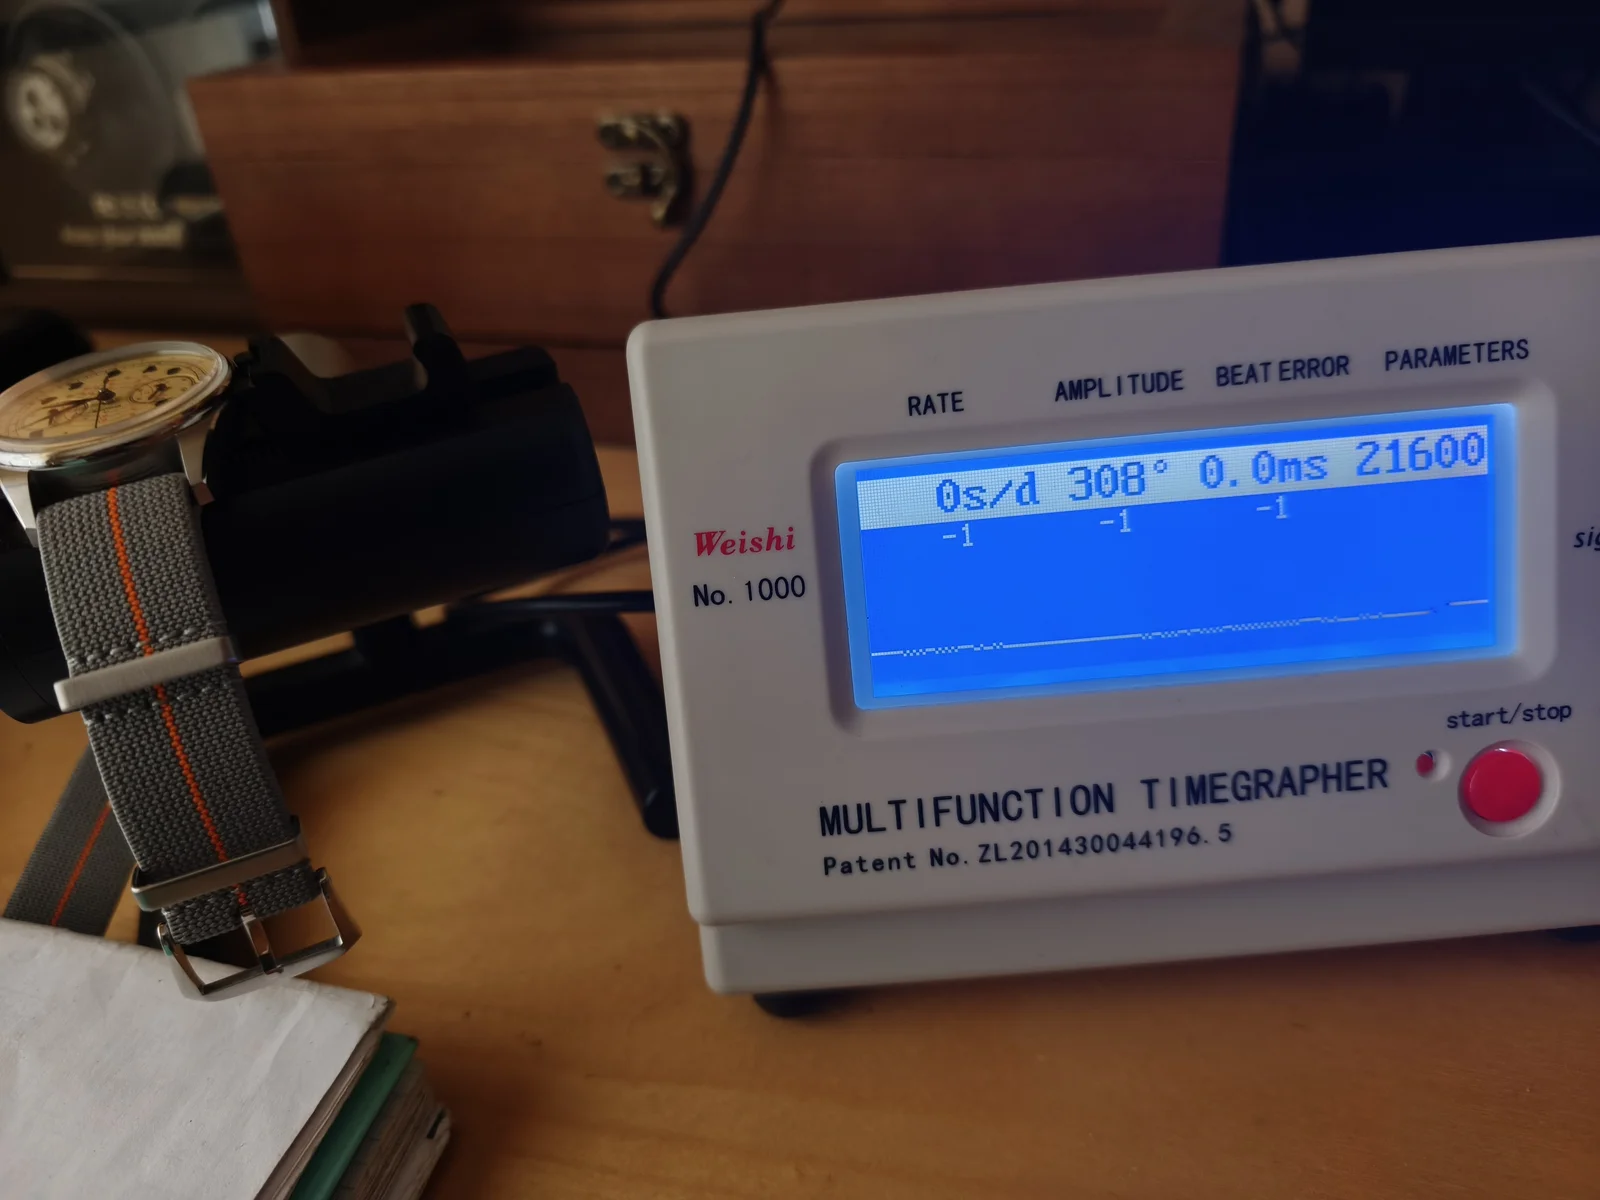 RATE AMPLITUDE BEAT ERROR PARAMETERS
0s/d 308° 0.0ms 21600
-1 -1 -1
Weishi
No. 1000
start/stop
MULTIFUNCTION TIMEGRAPHER
Patent No. ZL201430044196.5